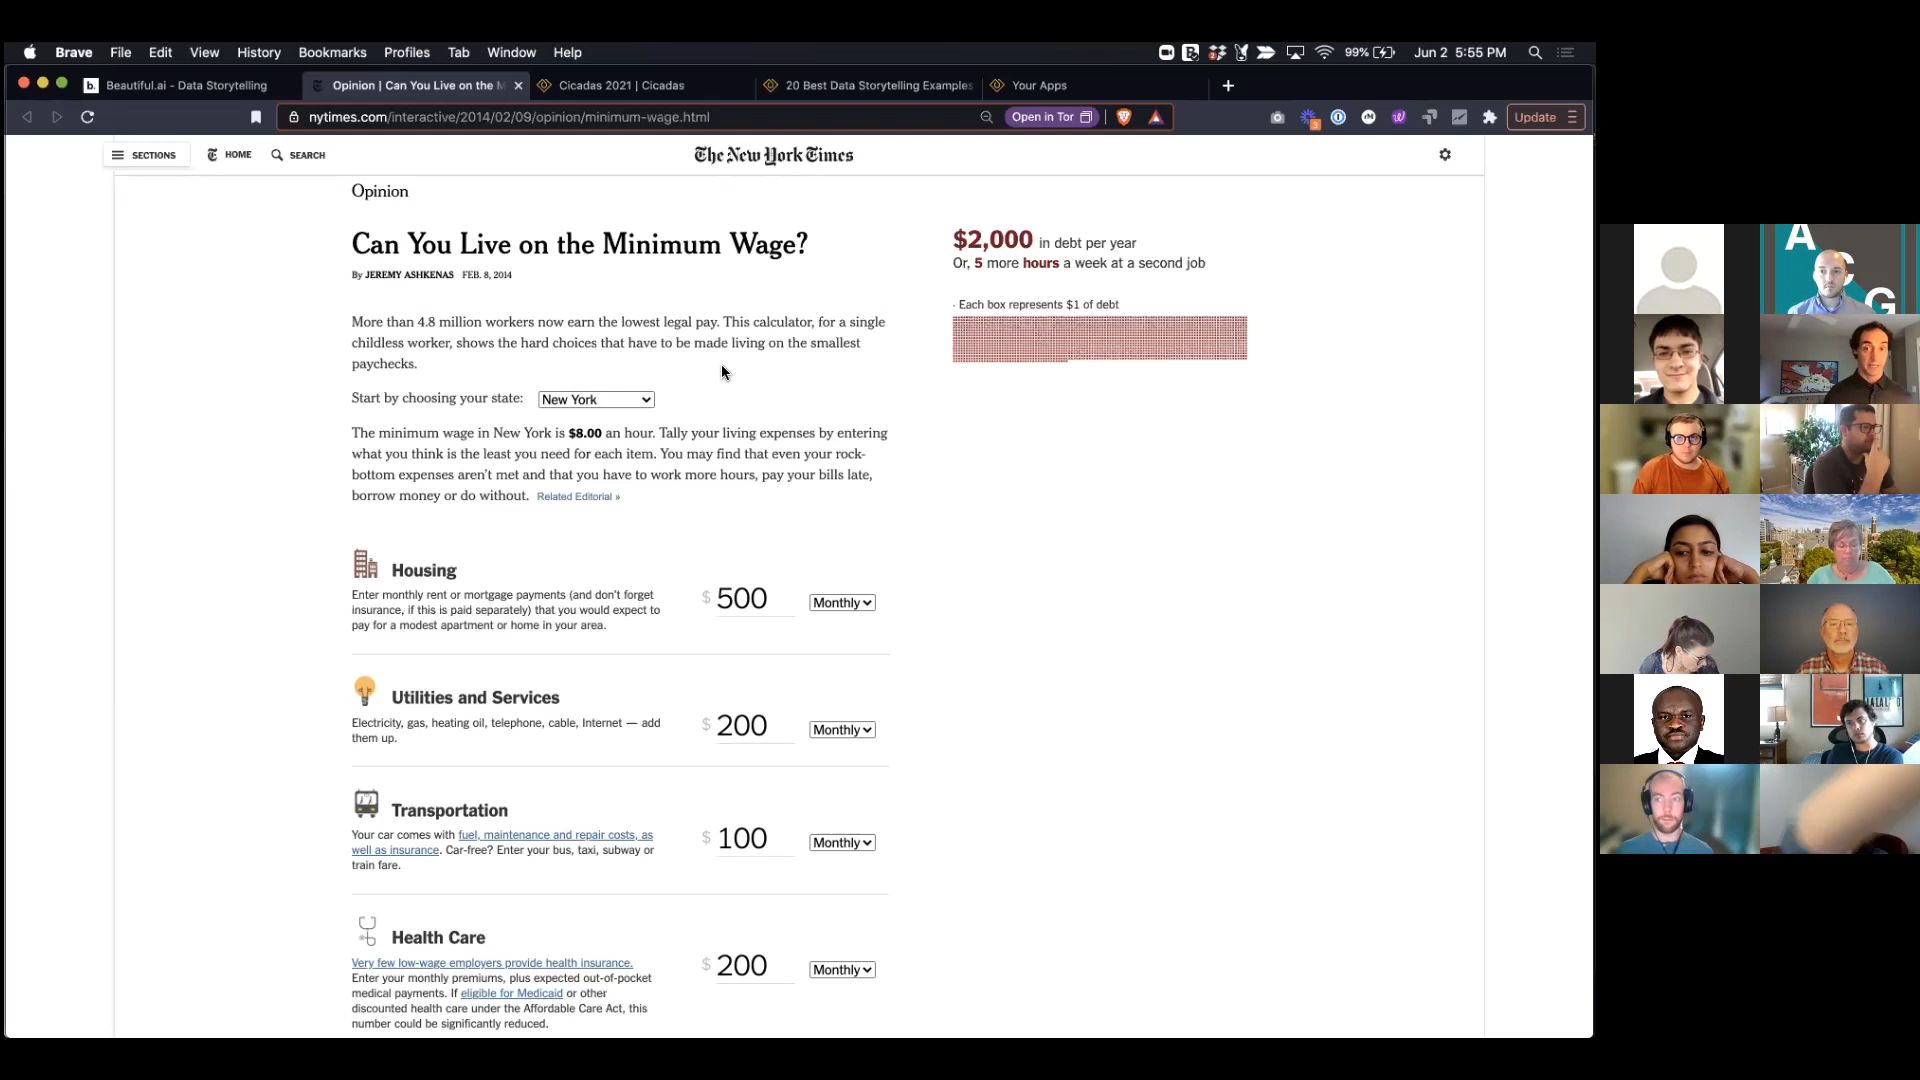 Brave File Edit View History Bookmarks Profiles Tab Window Help
99% Jun 2 5:55 PM
b. Beautiful.ai - Data Storytelling
Opinion | Can You Live on the M
Cicadas 2021 | Cicadas
20 Best Data Storytelling Examples
Your Apps
nytimes.com/interactive/2014/02/09/opinion/minimum-wage.html
Open in Tor
Update
SECTIONS HOME SEARCH
The New York Times
Opinion
Can You Live on the Minimum Wage?
By JEREMY ASHKENAS FEB. 8, 2014
More than 4.8 million workers now earn the lowest legal pay. This calculator, for a single
childless worker, shows the hard choices that have to be made living on the smallest
paychecks.
Start by choosing your state: New York
The minimum wage in New York is $8.00 an hour. Tally your living expenses by entering
what you think is the least you need for each item. You may find that even your rock-
bottom expenses aren't met and that you have to work more hours, pay your bills late,
borrow money or do without. Related Editorial »
$2,000 in debt per year
Or, 5 more hours a week at a second job
· Each box represents $1 of debt
Housing
Enter monthly rent or mortgage payments (and don't forget
insurance, if this is paid separately) that you would expect to
pay for a modest apartment or home in your area.
$ 500 Monthly
Utilities and Services
Electricity, gas, heating oil, telephone, cable, Internet — add
them up.
$ 200 Monthly
Transportation
Your car comes with fuel, maintenance and repair costs, as
well as insurance. Car-free? Enter your bus, taxi, subway or
train fare.
$ 100 Monthly
Health Care
Very few low-wage employers provide health insurance.
Enter your monthly premiums, plus expected out-of-pocket
medical payments. If eligible for Medicaid or other
discounted health care under the Affordable Care Act, this
number could be significantly reduced.
$ 200 Monthly
A
C
G